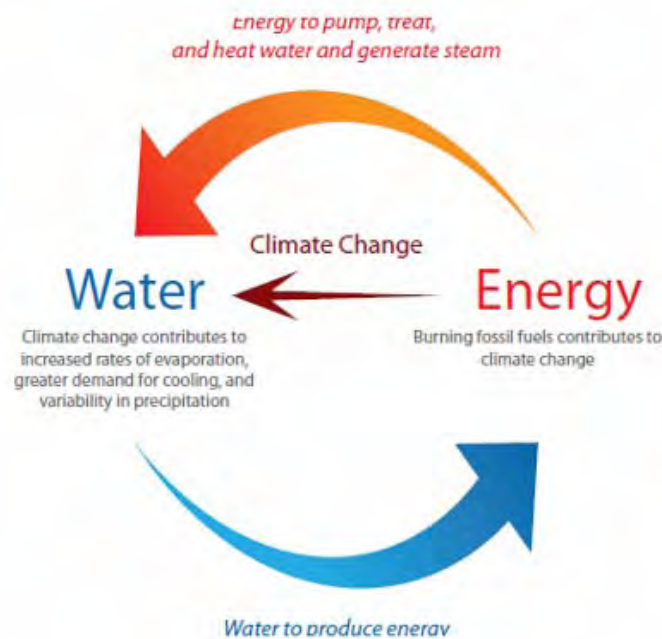 Energy to pump, treat,
and heat water and generate steam
Climate Change
Water
Energy
Climate change contributes to
increased rates of evaporation,
greater demand for cooling, and
variability in precipitation
Burning fossil fuels contributes to
climate change
Water to produce energy